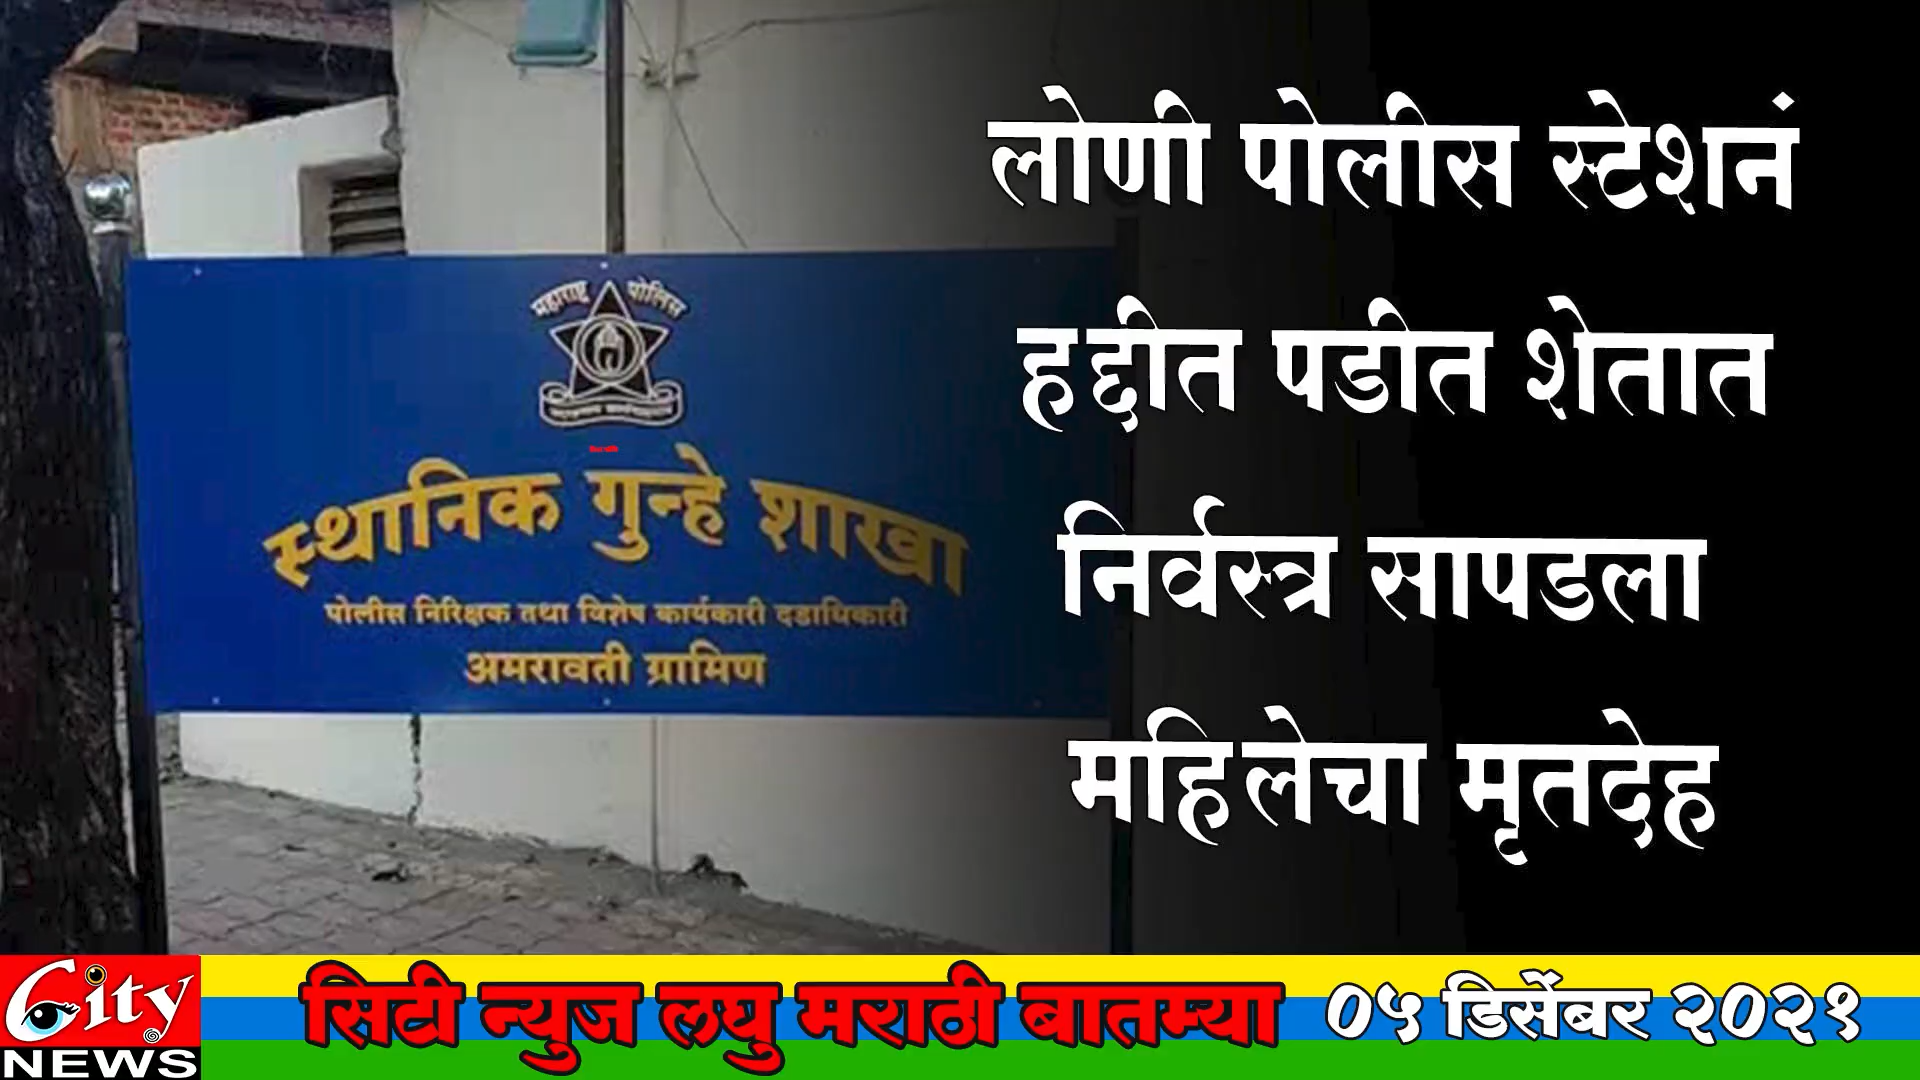 लोणी पोलीस स्टेशनं
हद्दीत पडीत शेतात
निर्वस्त्र सापडला
महिलेचा मृतदेह
महाराष्ट्र पोलिस
स्थानिक गुन्हे शाखा
पोलीस निरिक्षक तथा विशेष कार्यकारी दडाधिकारी
अमरावती ग्रामिण
City
NEWS
सिटी न्युज लघु मराठी बातम्या
०५ डिर्सेंबर २०२१